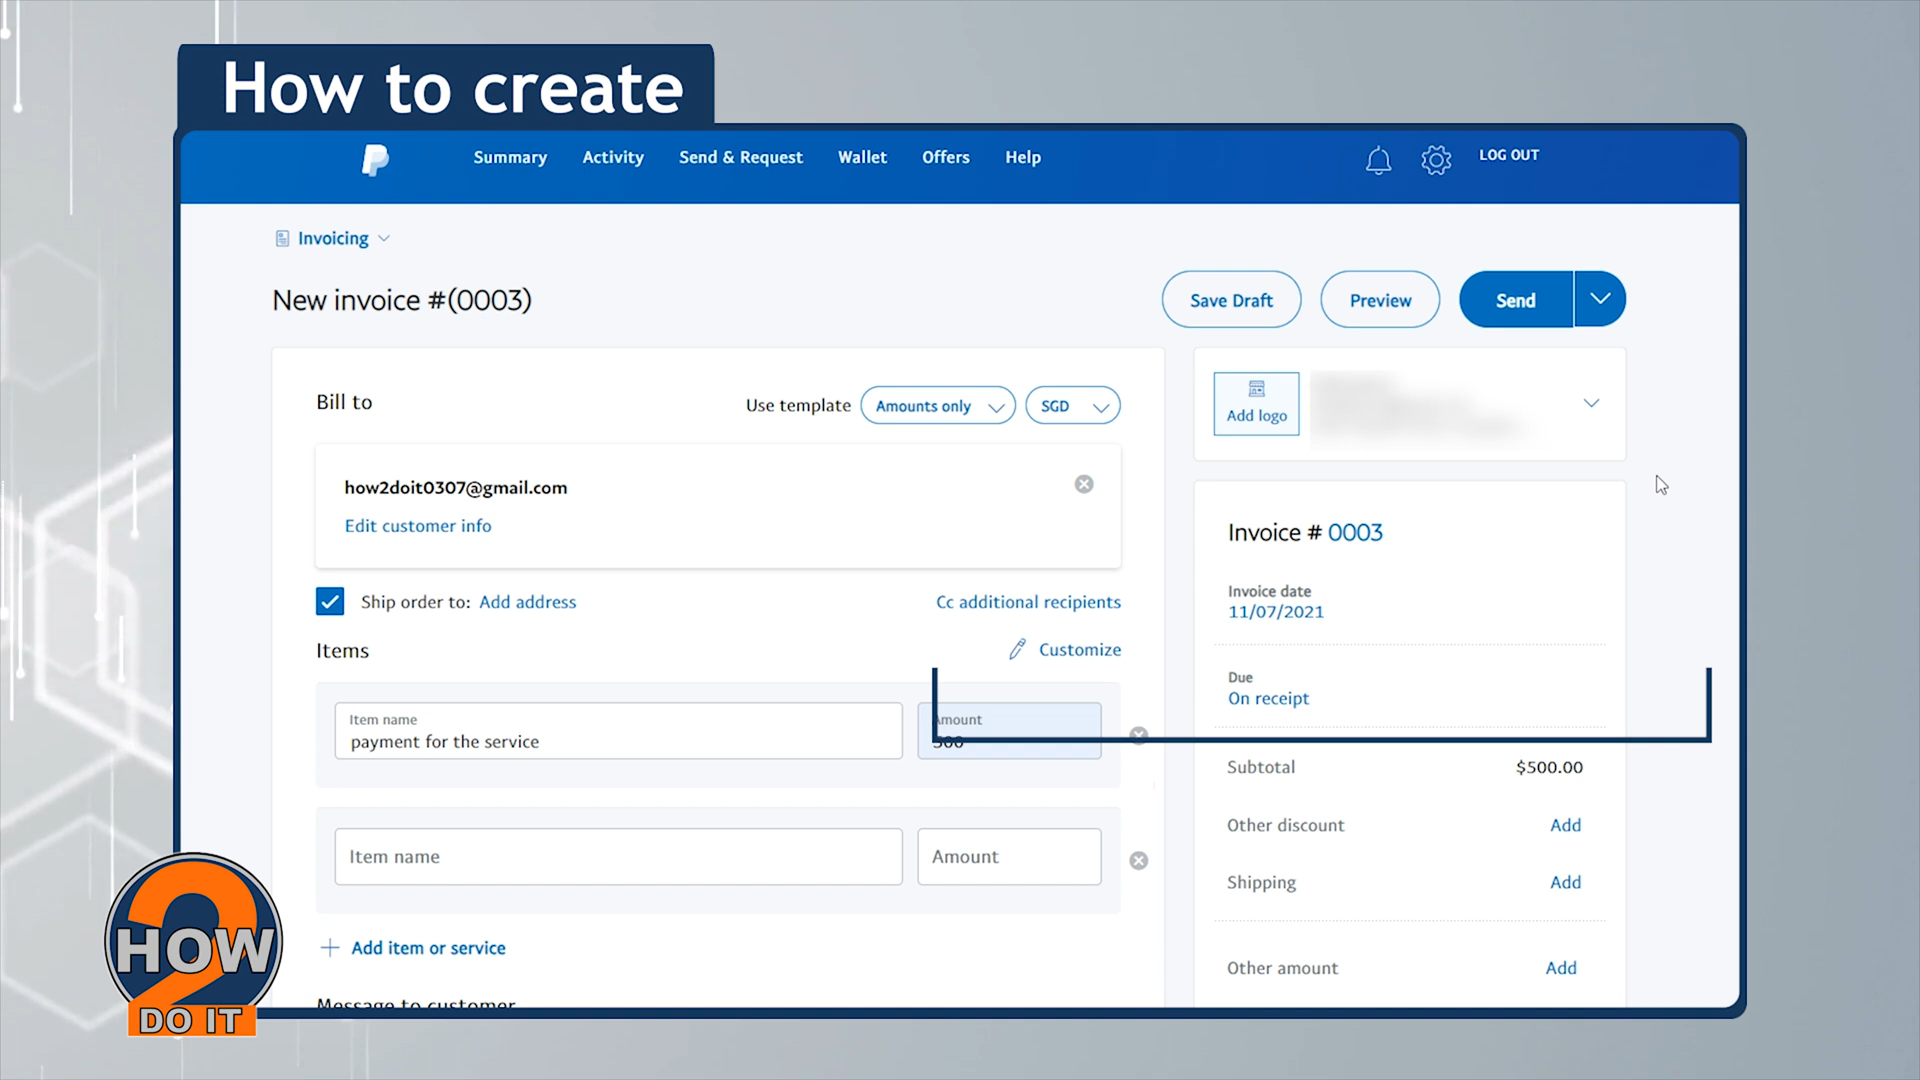 How to create
Summary Activity Send & Request Wallet Offers Help LOG OUT
Invoicing
New invoice #(0003)
Save Draft Preview Send
Bill to
Use template Amounts only SGD
Add logo
how2doit0307@gmail.com
Edit customer info
Invoice # 0003
Invoice date
11/07/2021
Ship order to: Add address
Cc additional recipients
Items
Customize
Due
On receipt
Item name
payment for the service
Amount
Subtotal $500.00
Other discount Add
Item name
Amount
Shipping Add
Add item or service
Other amount Add
Message to customer
2
HOW
DO IT